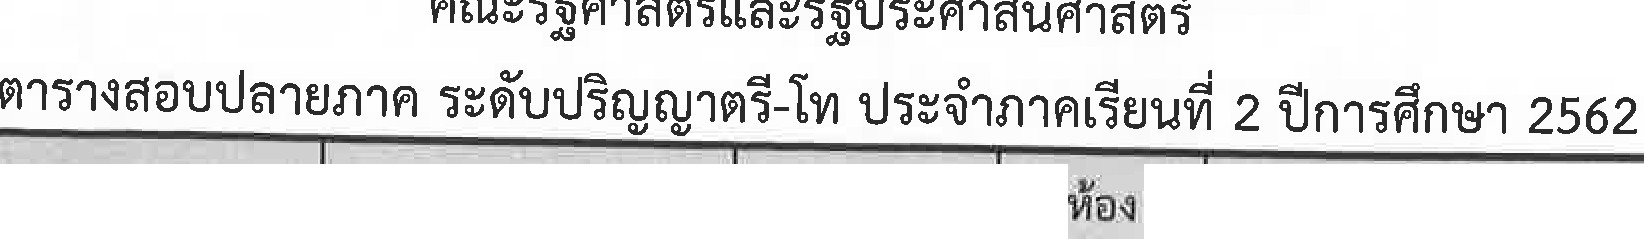 คณะรัฐศาสตร์และรัฐประศาสนศาสตร์
ตารางสอบปลายภาค ระดับปริญญาตรี-โท ประจำภาคเรียนที่ 2 ปีการศึกษา 2562
ห้อง